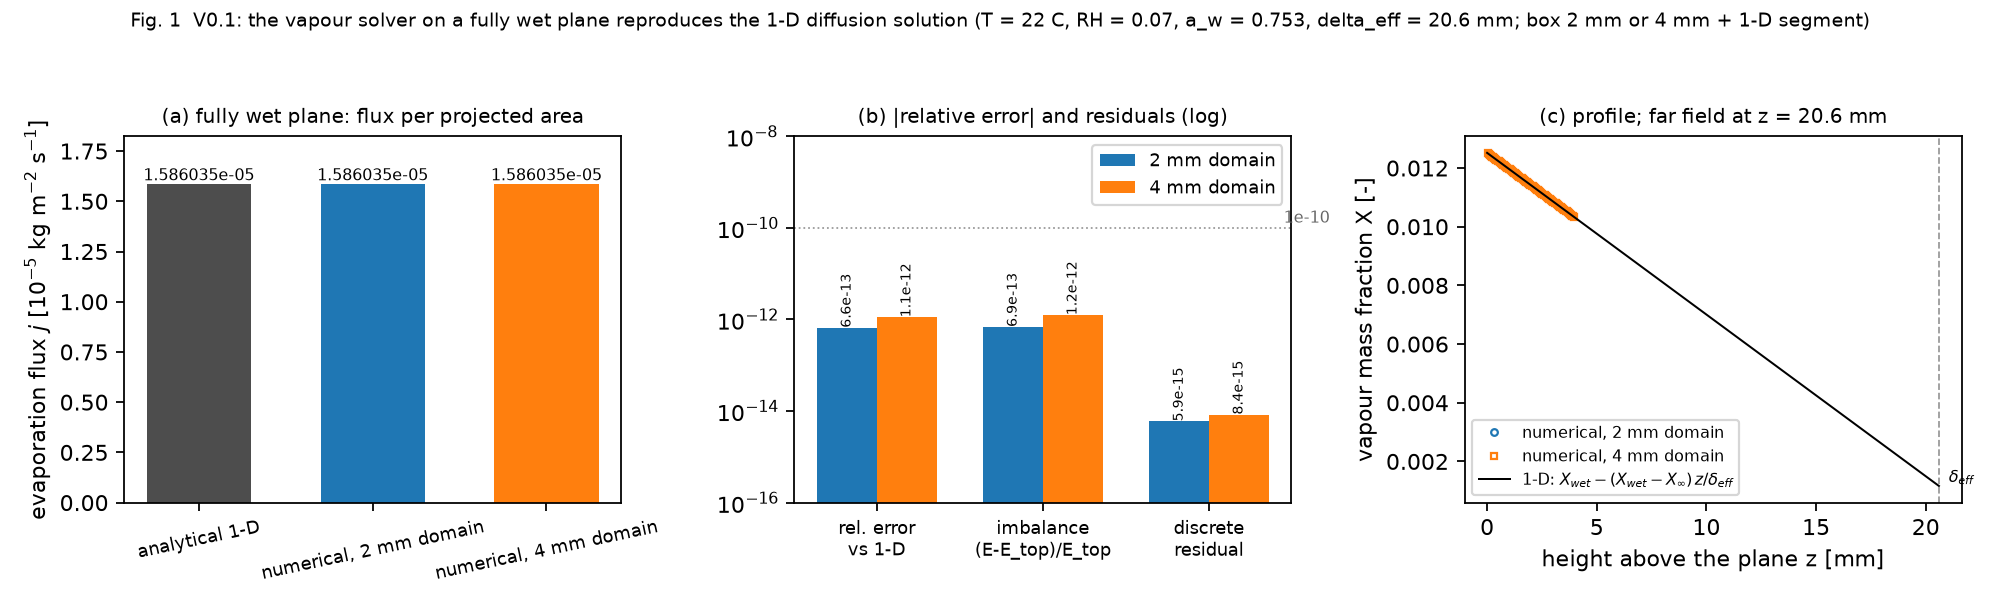 Fig. 1 V0.1: the vapour solver on a fully wet plane reproduces the 1-D diffusion solution (T = 22 C, RH = 0.07, a_w = 0.753, delta_eff = 20.6 mm; box 2 mm or 4 mm + 1-D segment)
(a) fully wet plane: flux per projected area
evaporation flux j [10⁻⁵ kg m⁻² s⁻¹]
1.75
1.50
1.25
1.00
0.75
0.50
0.25
0.00
1.586035e-05
1.586035e-05
1.586035e-05
analytical 1-D
numerical, 2 mm domain
numerical, 4 mm domain
(b) |relative error| and residuals (log)
10⁻⁸
10⁻¹⁰
10⁻¹²
10⁻¹⁴
10⁻¹⁶
2 mm domain
4 mm domain
1e-10
6.6e-13
1.1e-12
6.9e-13
1.2e-12
5.9e-15
8.4e-15
rel. error
vs 1-D
imbalance
(E-E_top)/E_top
discrete
residual
(c) profile; far field at z = 20.6 mm
vapour mass fraction X [-]
0.012
0.010
0.008
0.006
0.004
0.002
numerical, 2 mm domain
numerical, 4 mm domain
1-D: X_wet − (X_wet − X_∞) z/δ_eff
δ_eff
0
5
10
15
20
height above the plane z [mm]